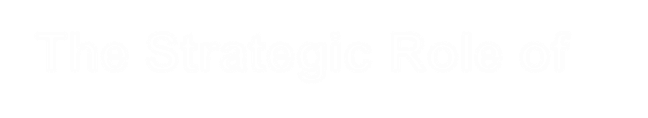 The Strategic Role of